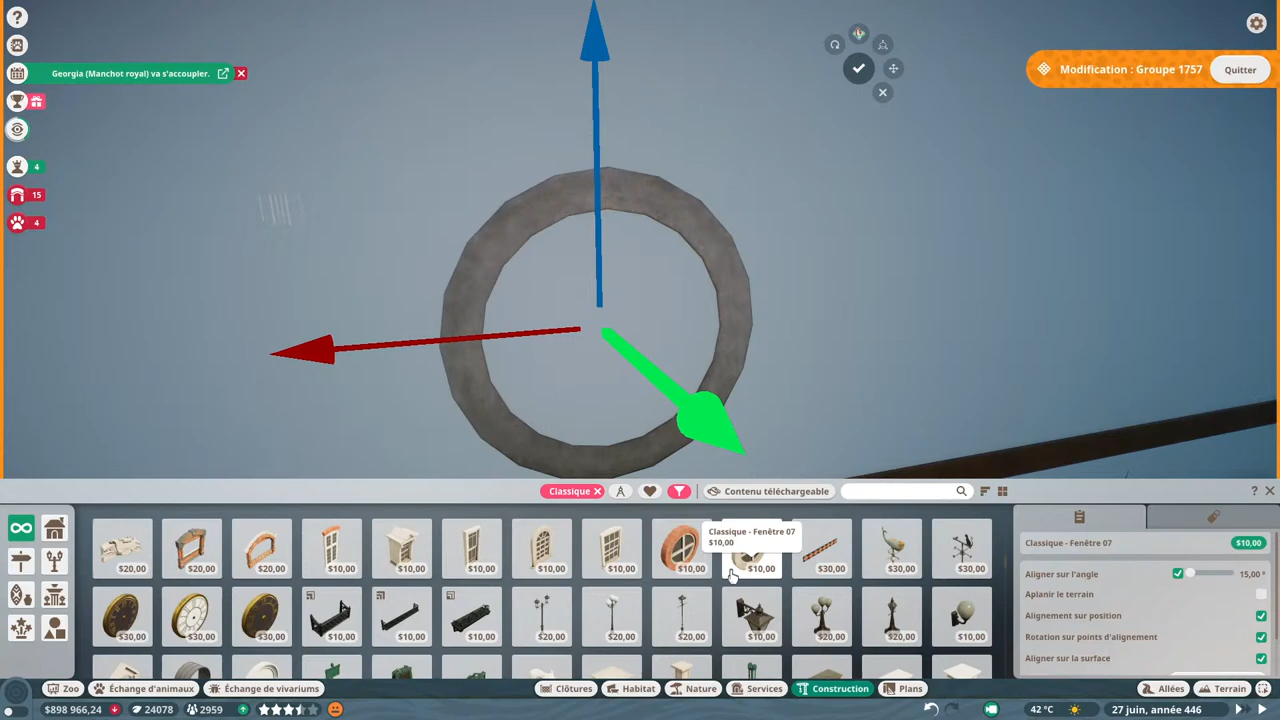 ?
Georgia (Manchot royal) va s'accoupler.
Modification : Groupe 1757
Quitter
4
15
4
Classique ×
Contenu téléchargeable
?
Classique - Fenêtre 07
$10,00
$20,00
$20,00
$20,00
$10,00
$10,00
$10,00
$10,00
$10,00
$10,00
$10,00
$30,00
$30,00
$30,00
$30,00
$30,00
$30,00
$10,00
$10,00
$10,00
$20,00
$20,00
$20,00
$10,00
$20,00
$20,00
$10,00
Classique - Fenêtre 07
$10,00
Aligner sur l'angle
15,00°
Aplanir le terrain
Alignement sur position
Rotation sur points d'alignement
Aligner sur la surface
Zoo
Échange d'animaux
Échange de vivariums
Clôtures
Habitat
Nature
Services
Construction
Plans
Allées
Terrain
$898 966,24
24078
2959
42 °C
27 juin, année 446